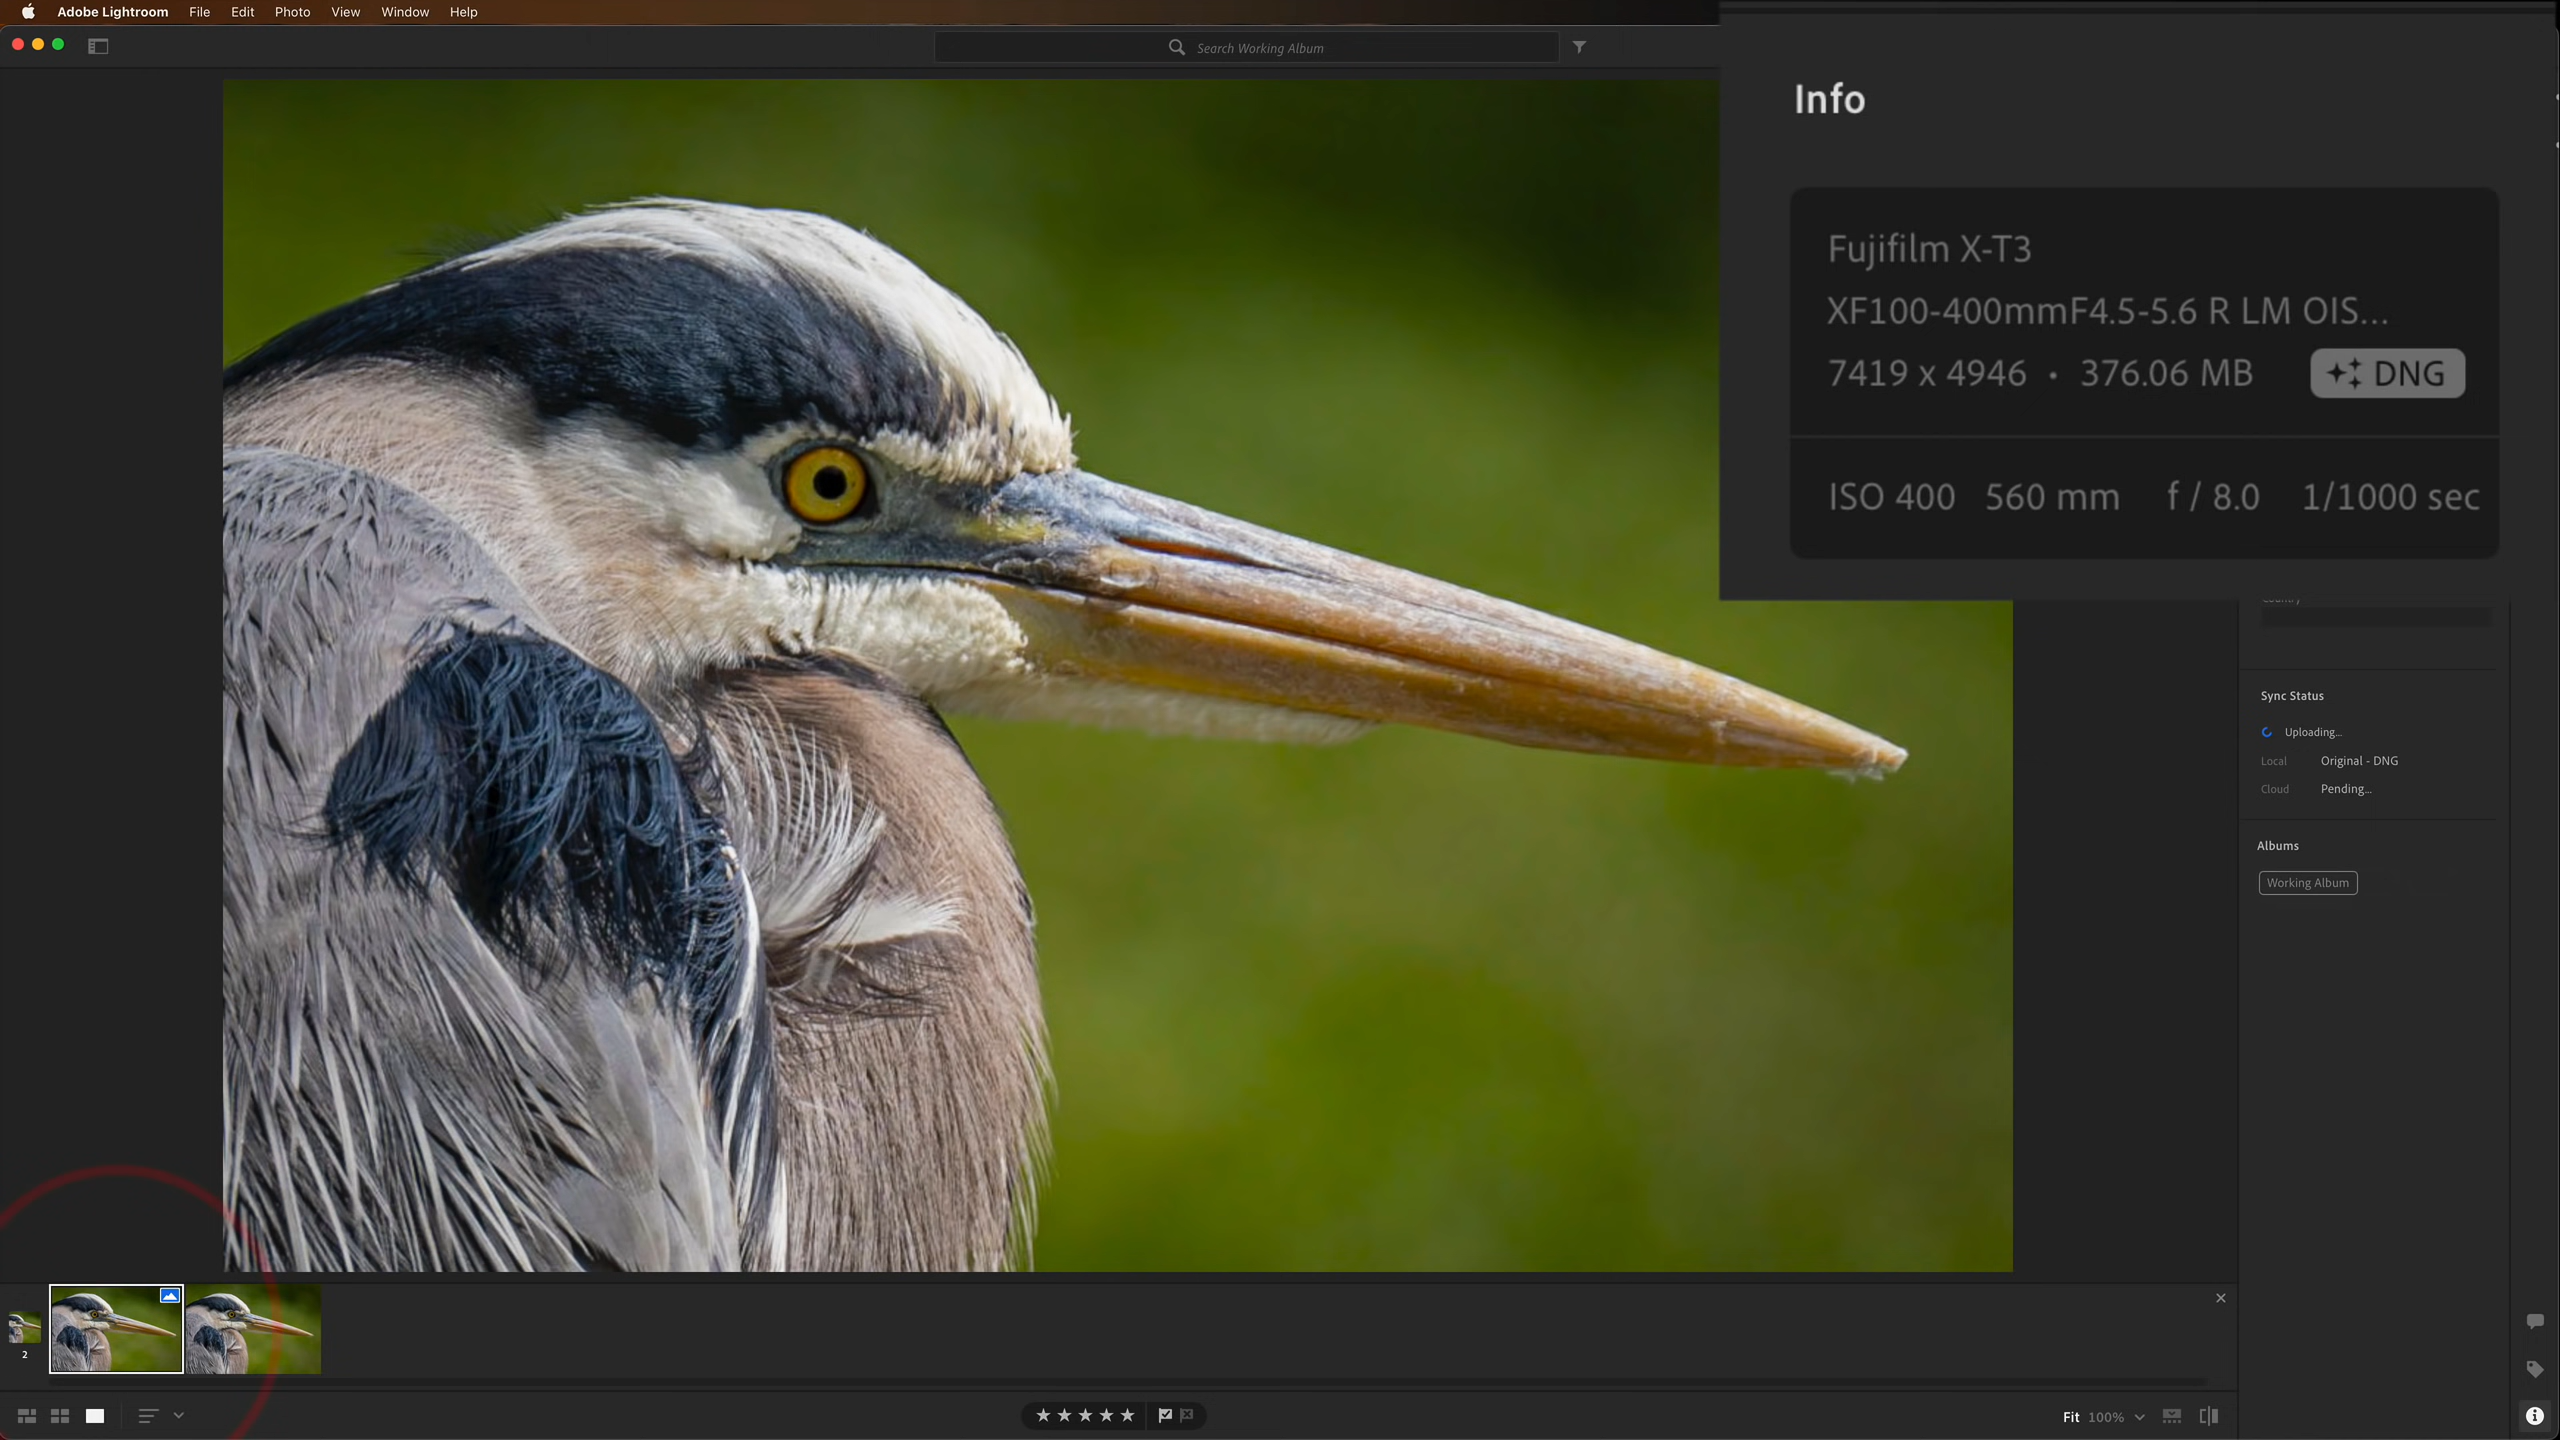 Adobe Lightroom File Edit Photo View Window Help
Search Working Album
Info
Fujifilm X-T3
XF100-400mmF4.5-5.6 R LM OIS...
7419 x 4946 • 376.06 MB DNG
ISO 400 560 mm f / 8.0 1/1000 sec
Country
Sync Status
Uploading...
Local Original - DNG
Cloud Pending...
Albums
Working Album
2
Fit 100%